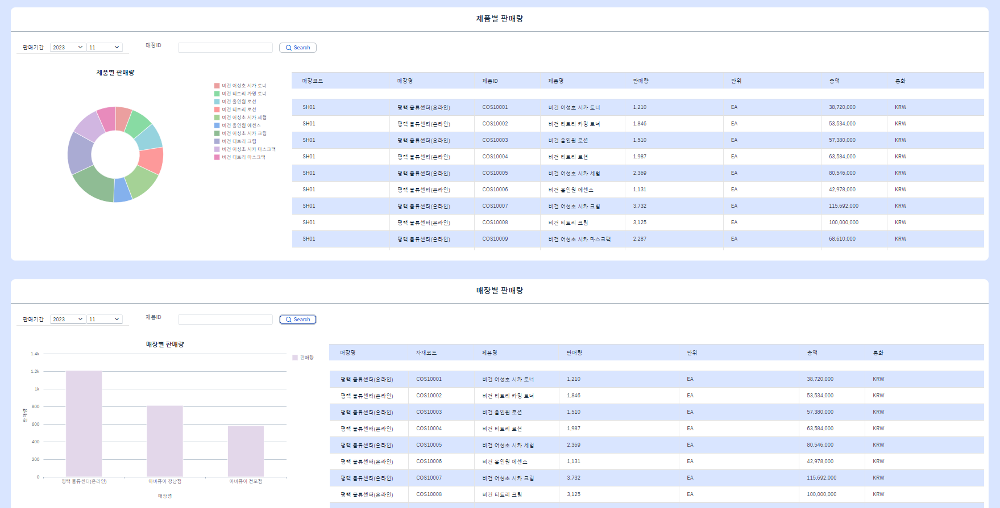 제품별 판매량
판매기간 2023 11 매장ID Search
제품별 판매량
비건 어성초 시카 토너
비건 티트리 카밍 토너
비건 올인원 로션
비건 티트리 로션
비건 어성초 시카 세럼
비건 올인원 에센스
비건 어성초 시카 크림
비건 티트리 크림
비건 어성초 시카 마스크팩
비건 티트리 마스크팩
매장코드 매장명 제품ID 제품명 판매량 단위 총액 통화
SH01 평택 물류센터(온라인) COS10001 비건 어성초 시카 토너 1,210 EA 38,720,000 KRW
SH01 평택 물류센터(온라인) COS10002 비건 티트리 카밍 토너 1,846 EA 53,534,000 KRW
SH01 평택 물류센터(온라인) COS10003 비건 올인원 로션 1,510 EA 57,380,000 KRW
SH01 평택 물류센터(온라인) COS10004 비건 티트리 로션 1,987 EA 63,584,000 KRW
SH01 평택 물류센터(온라인) COS10005 비건 어성초 시카 세럼 2,369 EA 80,546,000 KRW
SH01 평택 물류센터(온라인) COS10006 비건 올인원 에센스 1,131 EA 42,978,000 KRW
SH01 평택 물류센터(온라인) COS10007 비건 어성초 시카 크림 3,732 EA 115,692,000 KRW
SH01 평택 물류센터(온라인) COS10008 비건 티트리 크림 3,125 EA 100,000,000 KRW
SH01 평택 물류센터(온라인) COS10009 비건 어성초 시카 마스크팩 2,287 EA 68,610,000 KRW
매장별 판매량
판매기간 2023 11 제품ID Search
매장별 판매량
판매량
1.4k
1.2k
1k
800
600
400
200
0
판매량
평택 물류센터(온라인) 아바퓨어 강남점 아바퓨어 전포점
매장명
매장명 자재코드 제품명 판매량 단위 총액 통화
평택 물류센터(온라인) COS10001 비건 어성초 시카 토너 1,210 EA 38,720,000 KRW
평택 물류센터(온라인) COS10002 비건 티트리 카밍 토너 1,846 EA 53,534,000 KRW
평택 물류센터(온라인) COS10003 비건 올인원 로션 1,510 EA 57,380,000 KRW
평택 물류센터(온라인) COS10004 비건 티트리 로션 1,987 EA 63,584,000 KRW
평택 물류센터(온라인) COS10005 비건 어성초 시카 세럼 2,369 EA 80,546,000 KRW
평택 물류센터(온라인) COS10006 비건 올인원 에센스 1,131 EA 42,978,000 KRW
평택 물류센터(온라인) COS10007 비건 어성초 시카 크림 3,732 EA 115,692,000 KRW
평택 물류센터(온라인) COS10008 비건 티트리 크림 3,125 EA 100,000,000 KRW